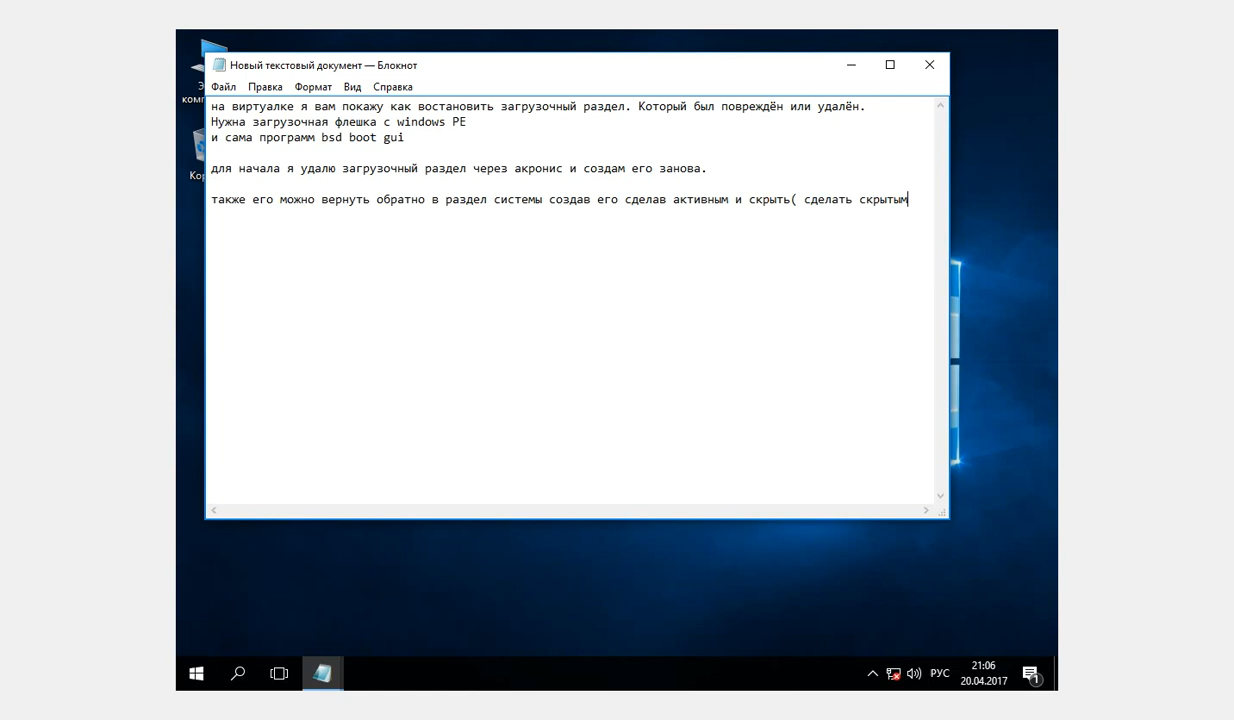 Новый текстовый документ — Блокнот
Файл Правка Формат Вид Справка
на виртуалке я вам покажу как востановить загрузочный раздел. Который был повреждён или удалён.
Нужна загрузочная флешка с windows PE
и сама программ bsd boot gui
для начала я удалю загрузочный раздел через акронис и создам его занова.
также его можно вернуть обратно в раздел системы создав его сделав активным и скрыть( сделать скрытым
РУС
21:06
20.04.2017
1